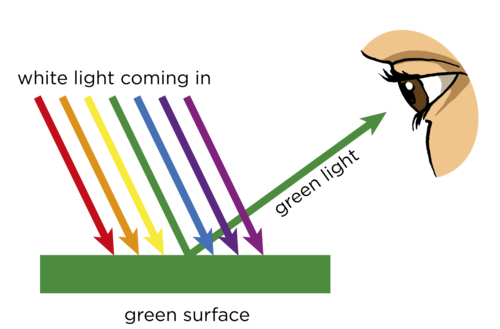 white light coming in
green light
green surface